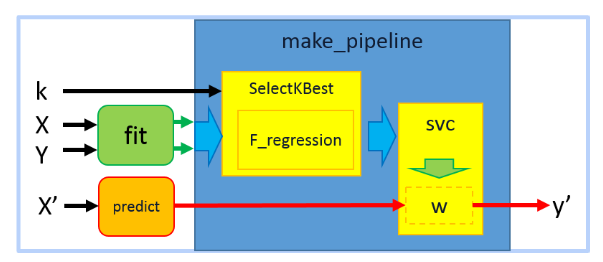 make_pipeline
k
SelectKBest
X
Y
fit
F_regression
svc
X’
predict
w
y’